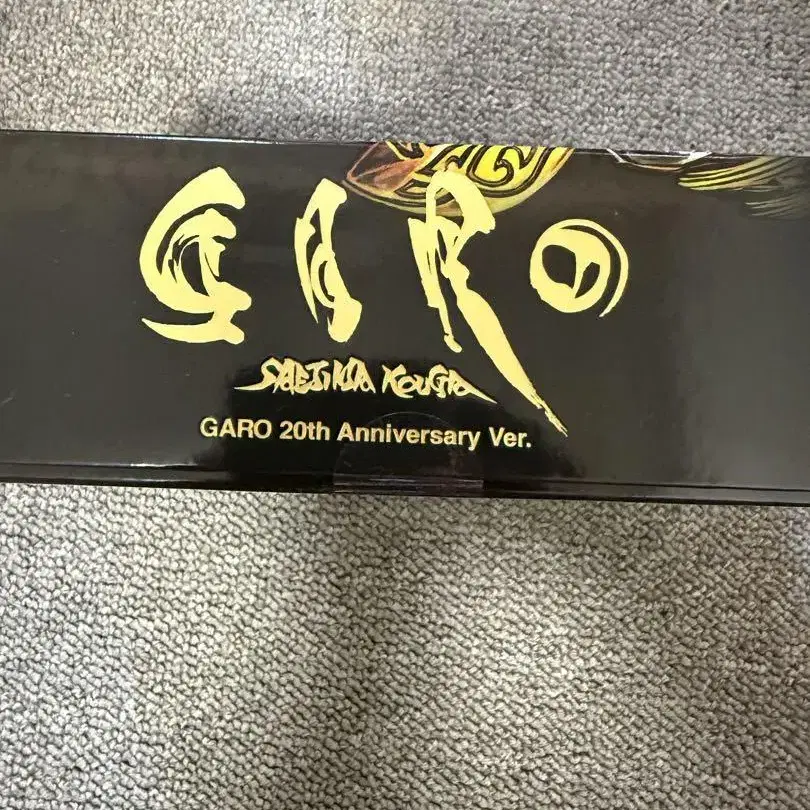 GARO
SAEJIMA KOUGA
GARO 20th Anniversary Ver.